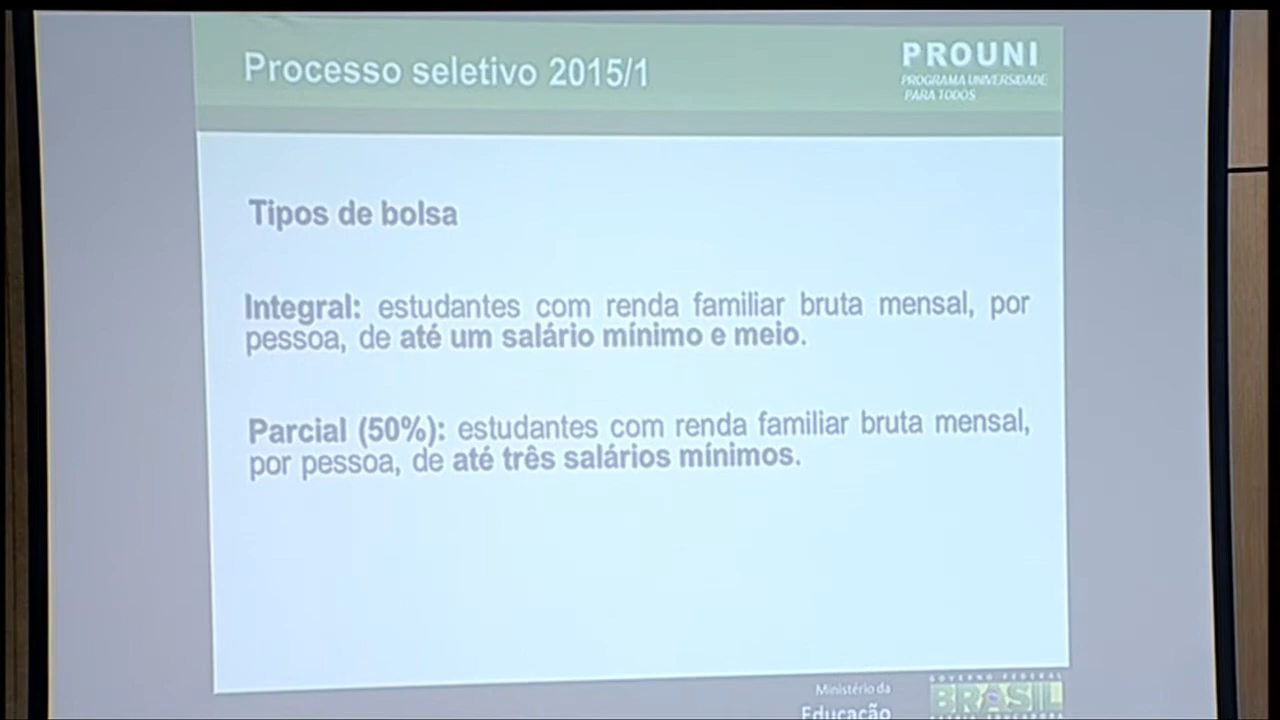 Processo seletivo 2015/1
PROUNI
PROGRAMA UNIVERSIDADE
PARA TODOS
Tipos de bolsa
Integral: estudantes com renda familiar bruta mensal, por
pessoa, de até um salário mínimo e meio.
Parcial (50%): estudantes com renda familiar bruta mensal,
por pessoa, de até três salários mínimos.
Ministério da
Educação
GOVERNO FEDERAL
BRASIL